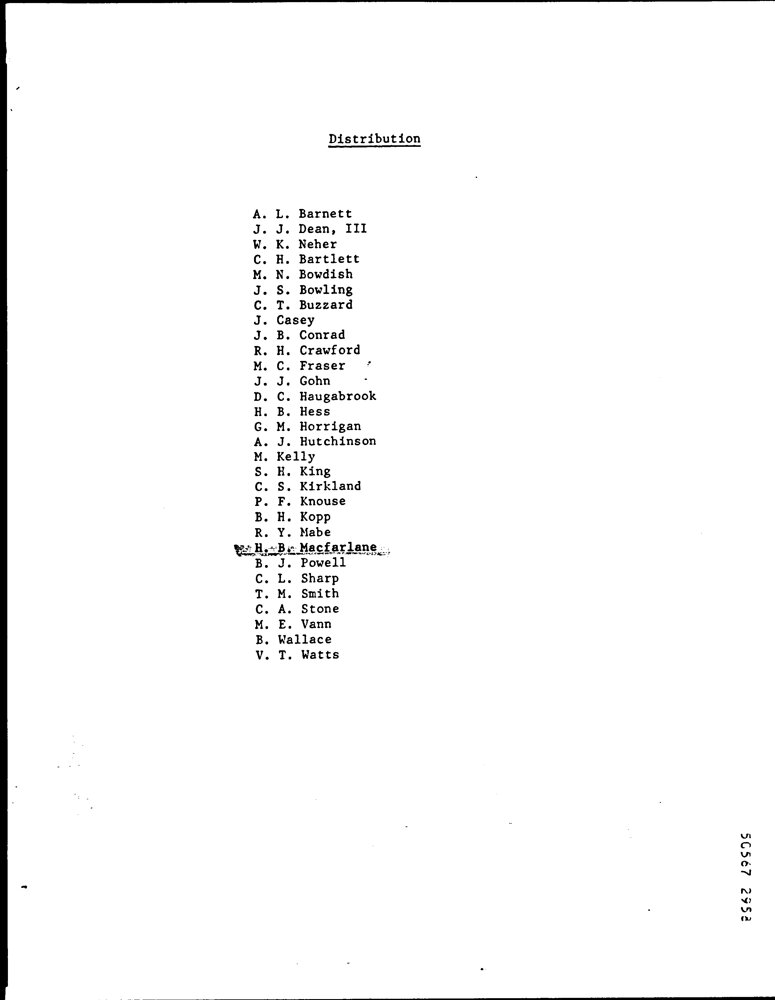 Distribution
A. L. Barnett
J. J. Dean, III
W. K. Neher
C. H. Bartlett
M. N. Bowdish
J. S. Bowling
C. T. Buzzard
J. Casey
J. B. Conrad
R. H. Crawford
M. C. Fraser
J. J. Gohn
D. C. Haugabrook
H. B. Hess
G. M. Horrigan
A. J. Hutchinson
M. Kelly
S. H. King
C. S. Kirkland
P. F. Knouse
B. H. Kopp
R. Y. Mabe
H. B. Macfarlane
B. J. Powell
C. L. Sharp
T. M. Smith
C. A. Stone
M. E. Vann
B. Wallace
V. T. Watts
50567 2952